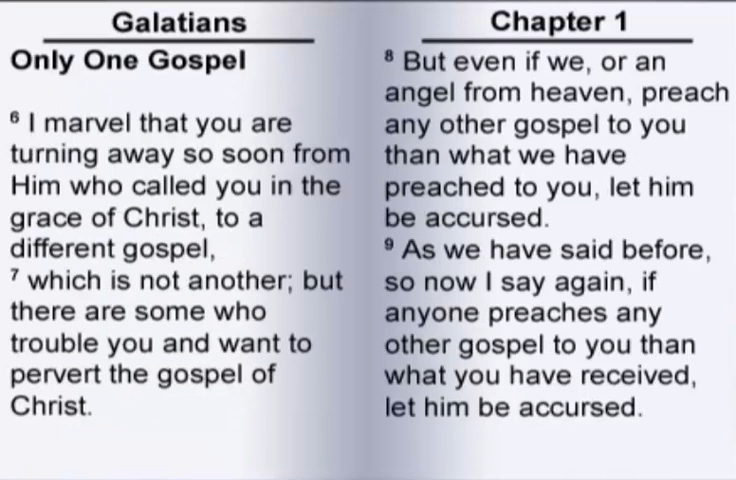 Galatians
Only One Gospel
⁶ I marvel that you are
turning away so soon from
Him who called you in the
grace of Christ, to a
different gospel,
⁷ which is not another; but
there are some who
trouble you and want to
pervert the gospel of
Christ.
Chapter 1
⁸ But even if we, or an
angel from heaven, preach
any other gospel to you
than what we have
preached to you, let him
be accursed.
⁹ As we have said before,
so now I say again, if
anyone preaches any
other gospel to you than
what you have received,
let him be accursed.